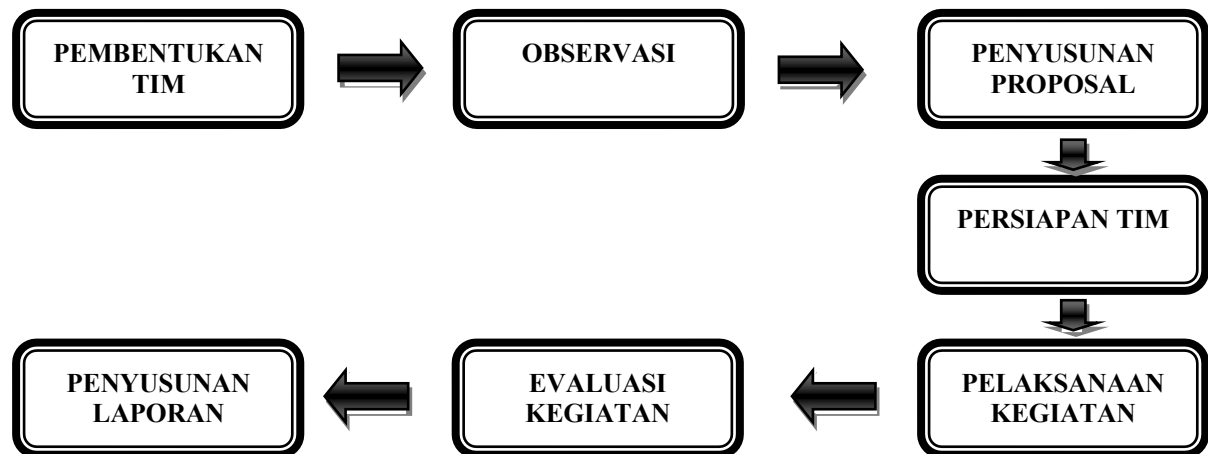 PEMBENTUKAN
TIM
OBSERVASI
PENYUSUNAN
PROPOSAL
PERSIAPAN TIM
PELAKSANAAN
KEGIATAN
EVALUASI
KEGIATAN
PENYUSUNAN
LAPORAN